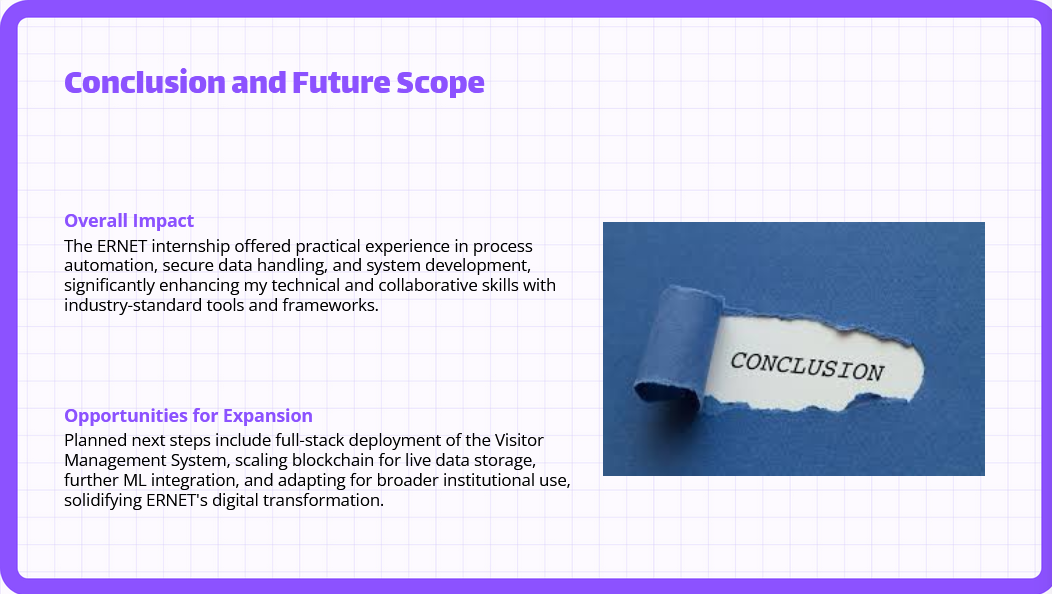 Conclusion and Future Scope
Overall Impact
The ERNET internship offered practical experience in process
automation, secure data handling, and system development,
significantly enhancing my technical and collaborative skills with
industry-standard tools and frameworks.
CONCLUSION
Opportunities for Expansion
Planned next steps include full-stack deployment of the Visitor
Management System, scaling blockchain for live data storage,
further ML integration, and adapting for broader institutional use,
solidifying ERNET's digital transformation.